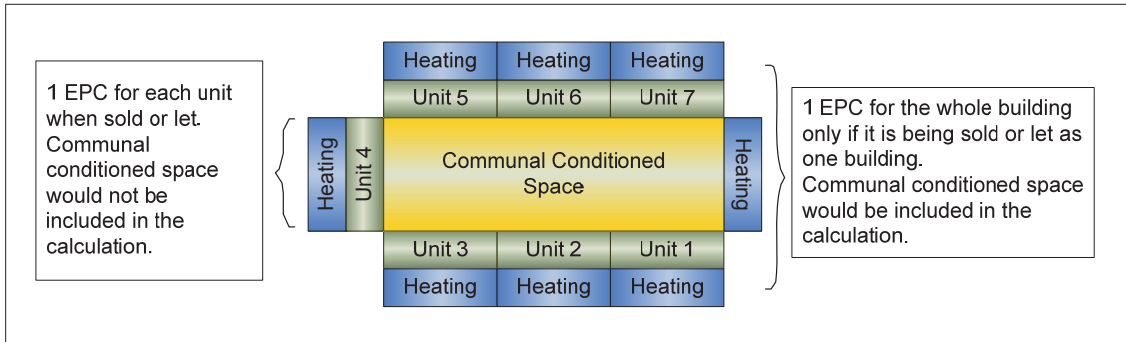 1 EPC for each unit
when sold or let.
Communal
conditioned space
would not be
included in the
calculation.
Heating
Heating
Heating
Unit 5
Unit 6
Unit 7
Heating
Unit 4
Communal Conditioned
Space
Heating
Unit 3
Unit 2
Unit 1
Heating
Heating
Heating
1 EPC for the whole building
only if it is being sold or let as
one building.
Communal conditioned space
would be included in the
calculation.